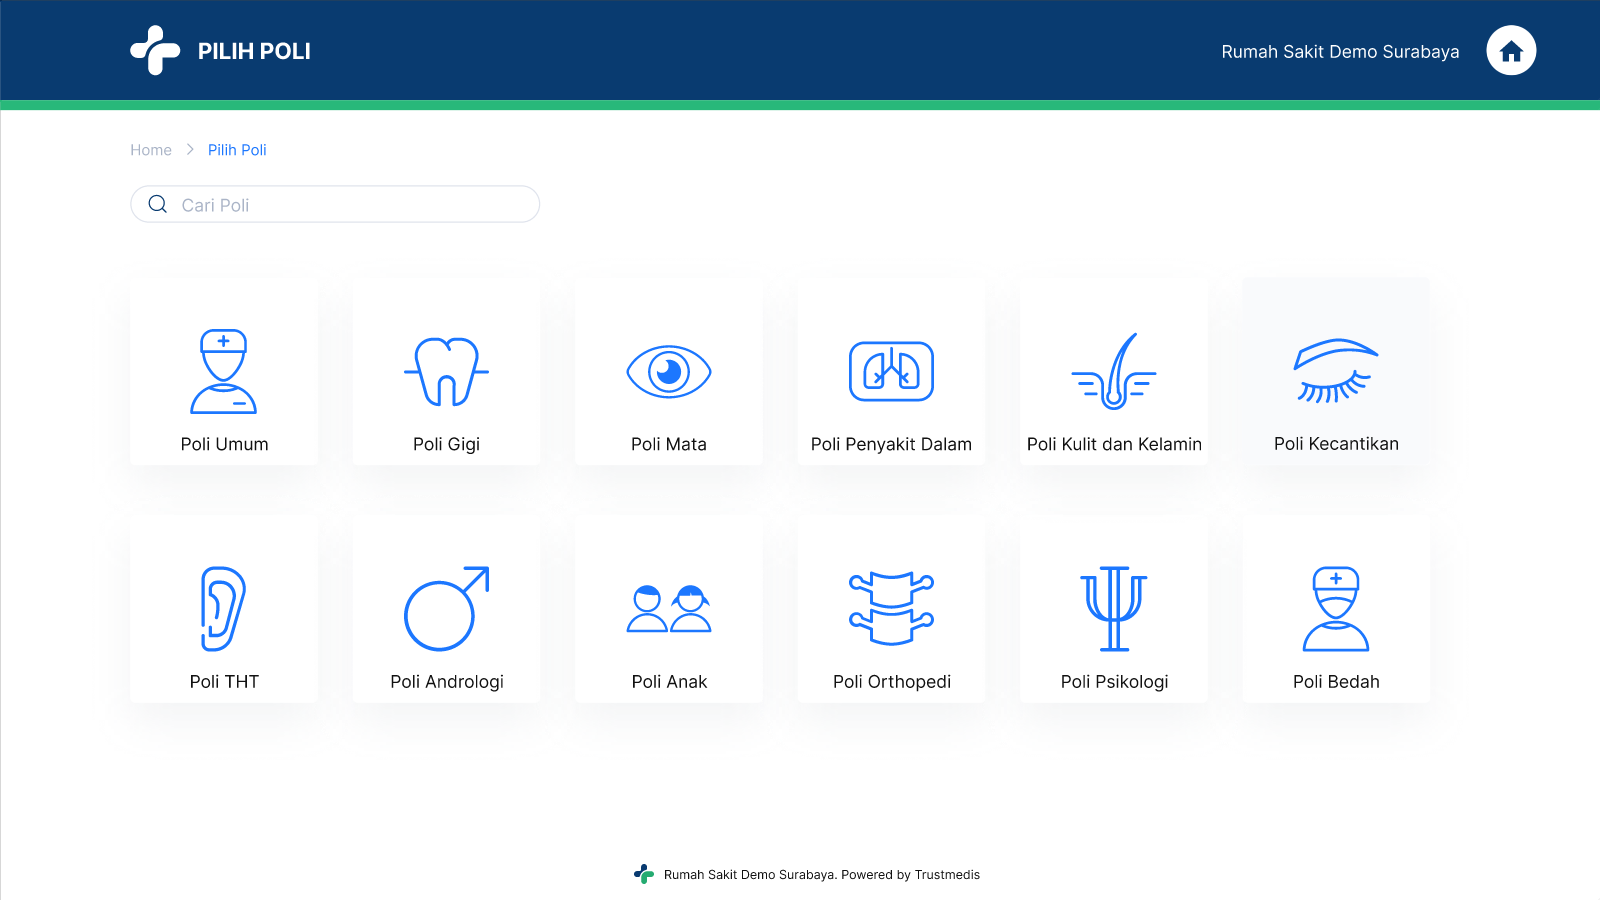 PILIH POLI
Rumah Sakit Demo Surabaya
Home > Pilih Poli
Cari Poli
Poli Umum
Poli Gigi
Poli Mata
Poli Penyakit Dalam
Poli Kulit dan Kelamin
Poli Kecantikan
Poli THT
Poli Andrologi
Poli Anak
Poli Orthopedi
Poli Psikologi
Poli Bedah
Rumah Sakit Demo Surabaya. Powered by Trustmedis